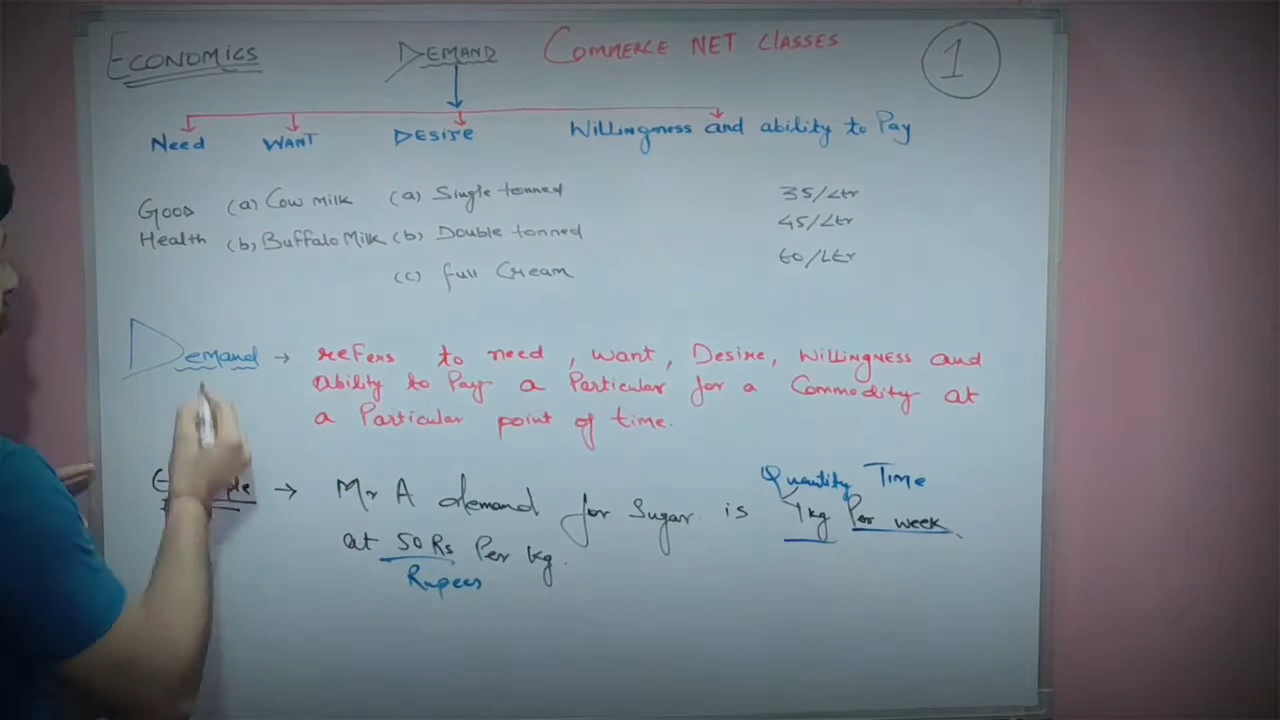 ECONOMICS DEMAND COMMERCE NET CLASSES 1
Need WANT DESIRE WILLINGNESS and ability to Pay
Good (a) Cow milk (a) Single tonned 35/Ltr
Health (b) Buffalo Milk (b) Double tonned 45/Ltr
(c) full Cream 60/Ltr
Demand → refers to need, want, Desire, Willingness and
ability to Pay a Particular for a Commodity at
a Particular point of time.
→ Mr A demand for Sugar. is 1kg Per week
Quantity Time
at 50 Rs Per kg.
Rupees